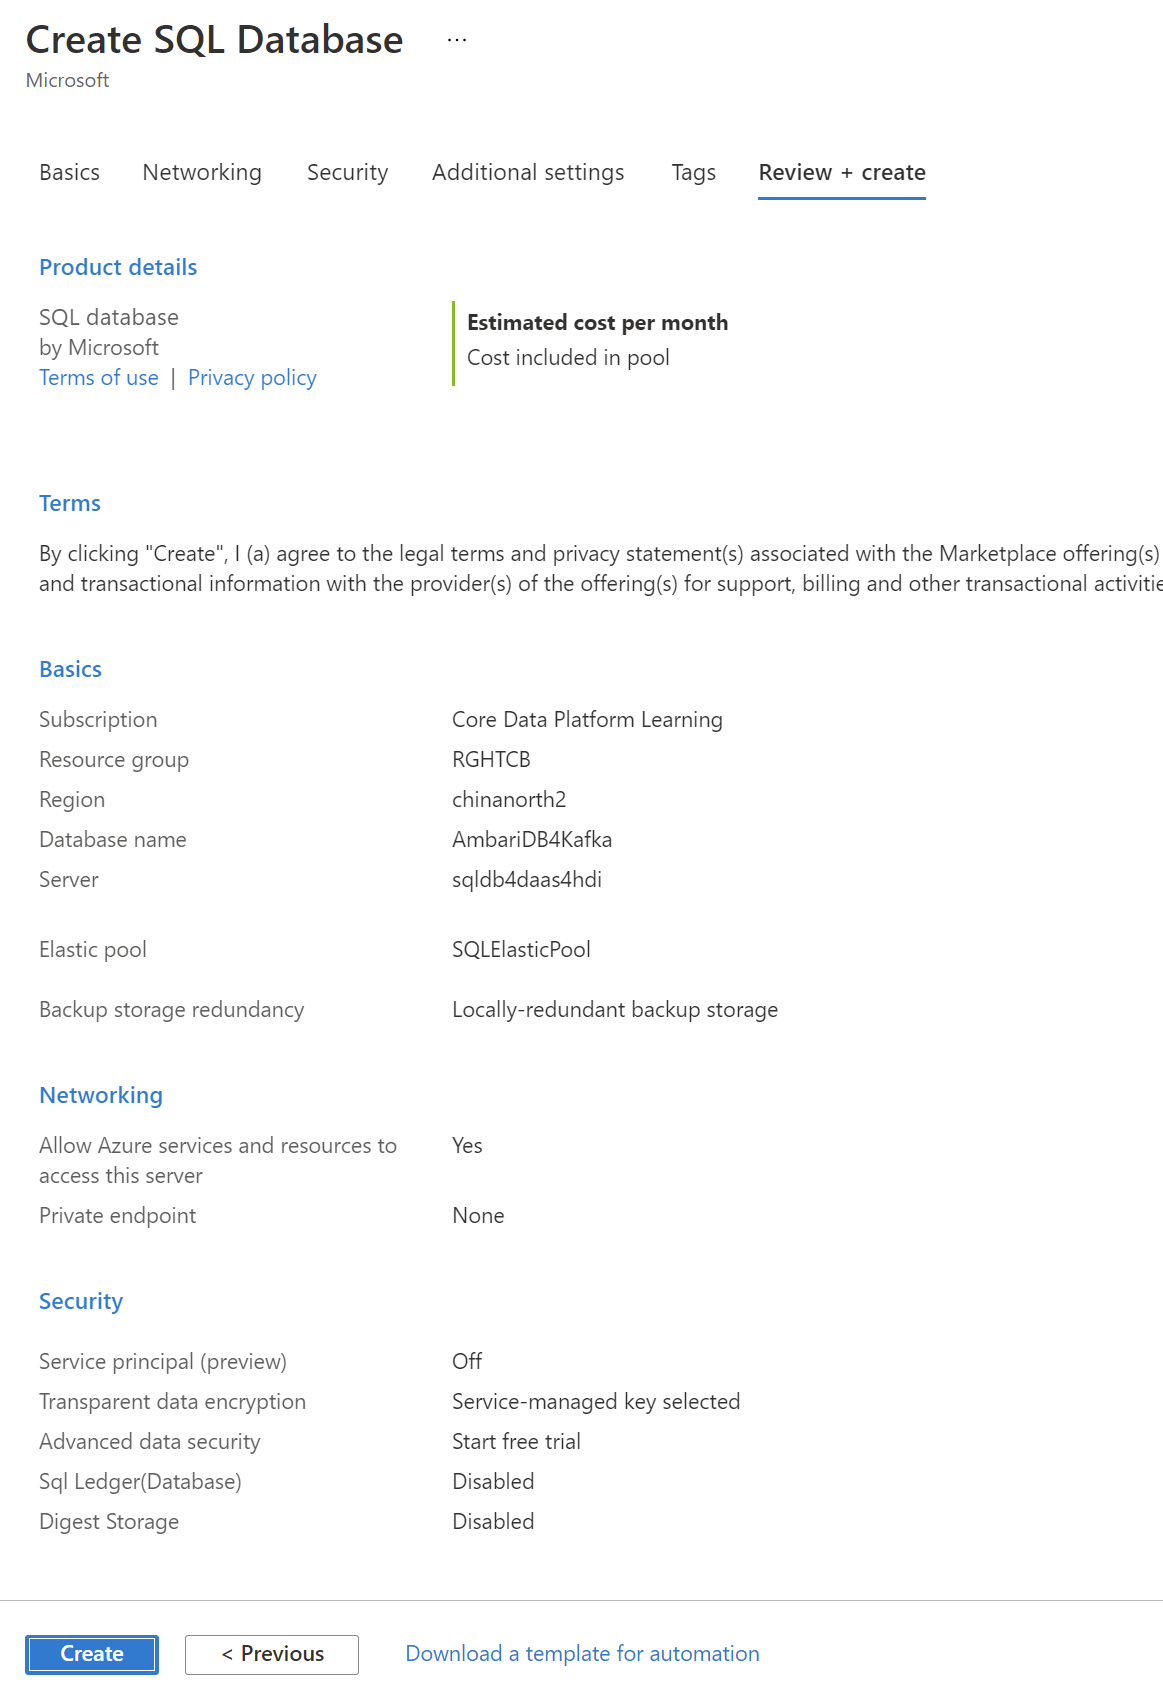 Create SQL Database ...
Microsoft
Basics Networking Security Additional settings Tags Review + create
Product details
SQL database
by Microsoft
Terms of use | Privacy policy
Estimated cost per month
Cost included in pool
Terms
By clicking "Create", I (a) agree to the legal terms and privacy statement(s) associated with the Marketplace offering(s)
and transactional information with the provider(s) of the offering(s) for support, billing and other transactional activitie
Basics
Subscription Core Data Platform Learning
Resource group RGHTCB
Region chinanorth2
Database name AmbariDB4Kafka
Server sqldb4daas4hdi
Elastic pool SQLElasticPool
Backup storage redundancy Locally-redundant backup storage
Networking
Allow Azure services and resources to Yes
access this server
Private endpoint None
Security
Service principal (preview) Off
Transparent data encryption Service-managed key selected
Advanced data security Start free trial
Sql Ledger(Database) Disabled
Digest Storage Disabled
Create < Previous Download a template for automation